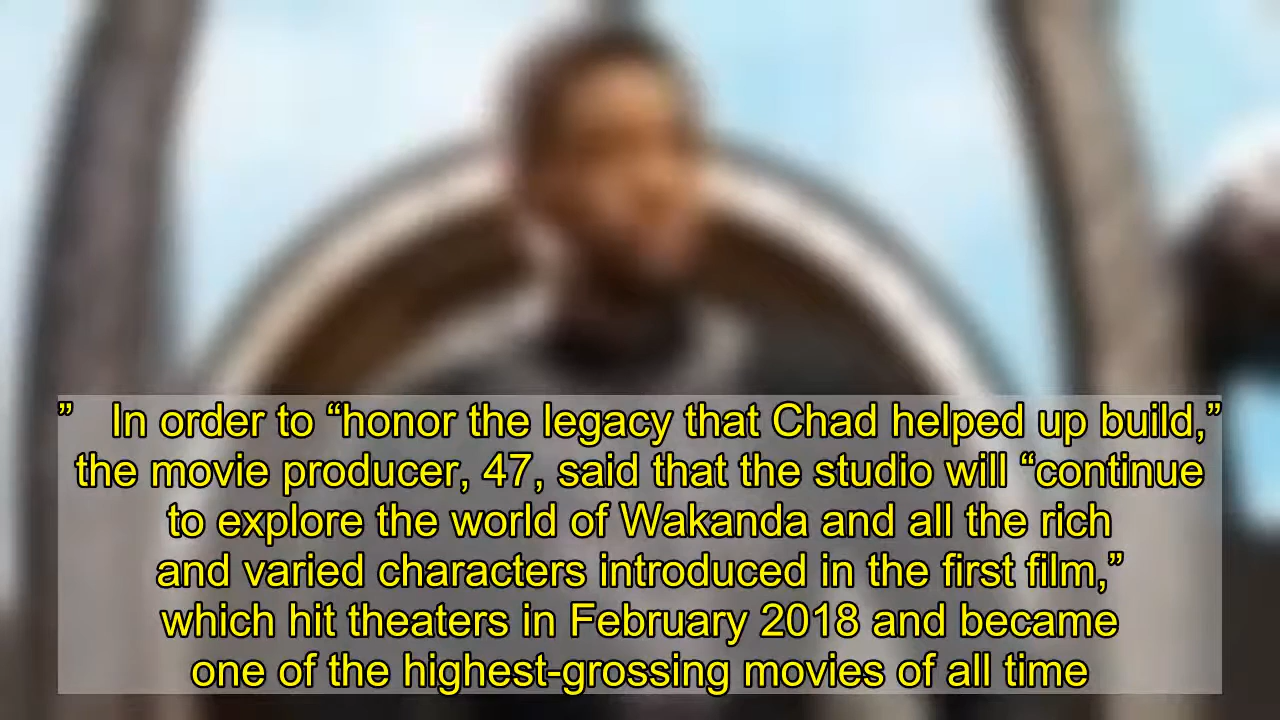 ”   In order to “honor the legacy that Chad helped up build,”
the movie producer, 47, said that the studio will “continue
to explore the world of Wakanda and all the rich
and varied characters introduced in the first film,”
which hit theaters in February 2018 and became
one of the highest-grossing movies of all time